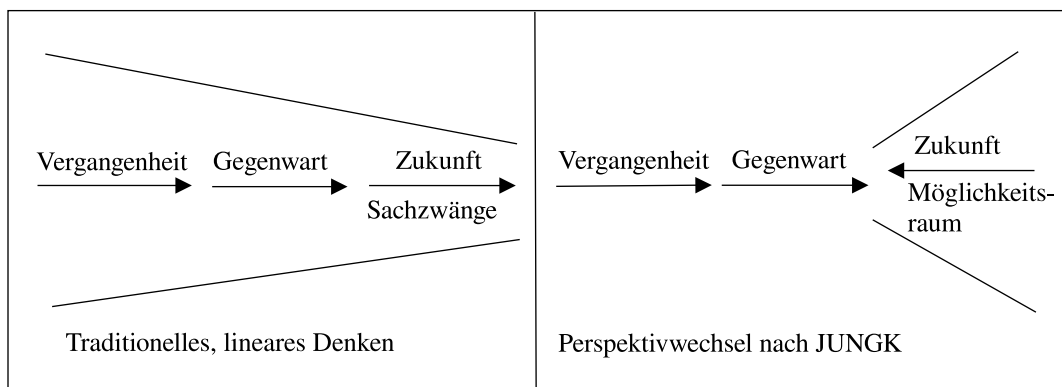 Vergangenheit
Gegenwart
Zukunft
Sachzwänge
Traditionelles, lineares Denken
Vergangenheit
Gegenwart
Zukunft
Möglichkeits-
raum
Perspektivwechsel nach JUNGK